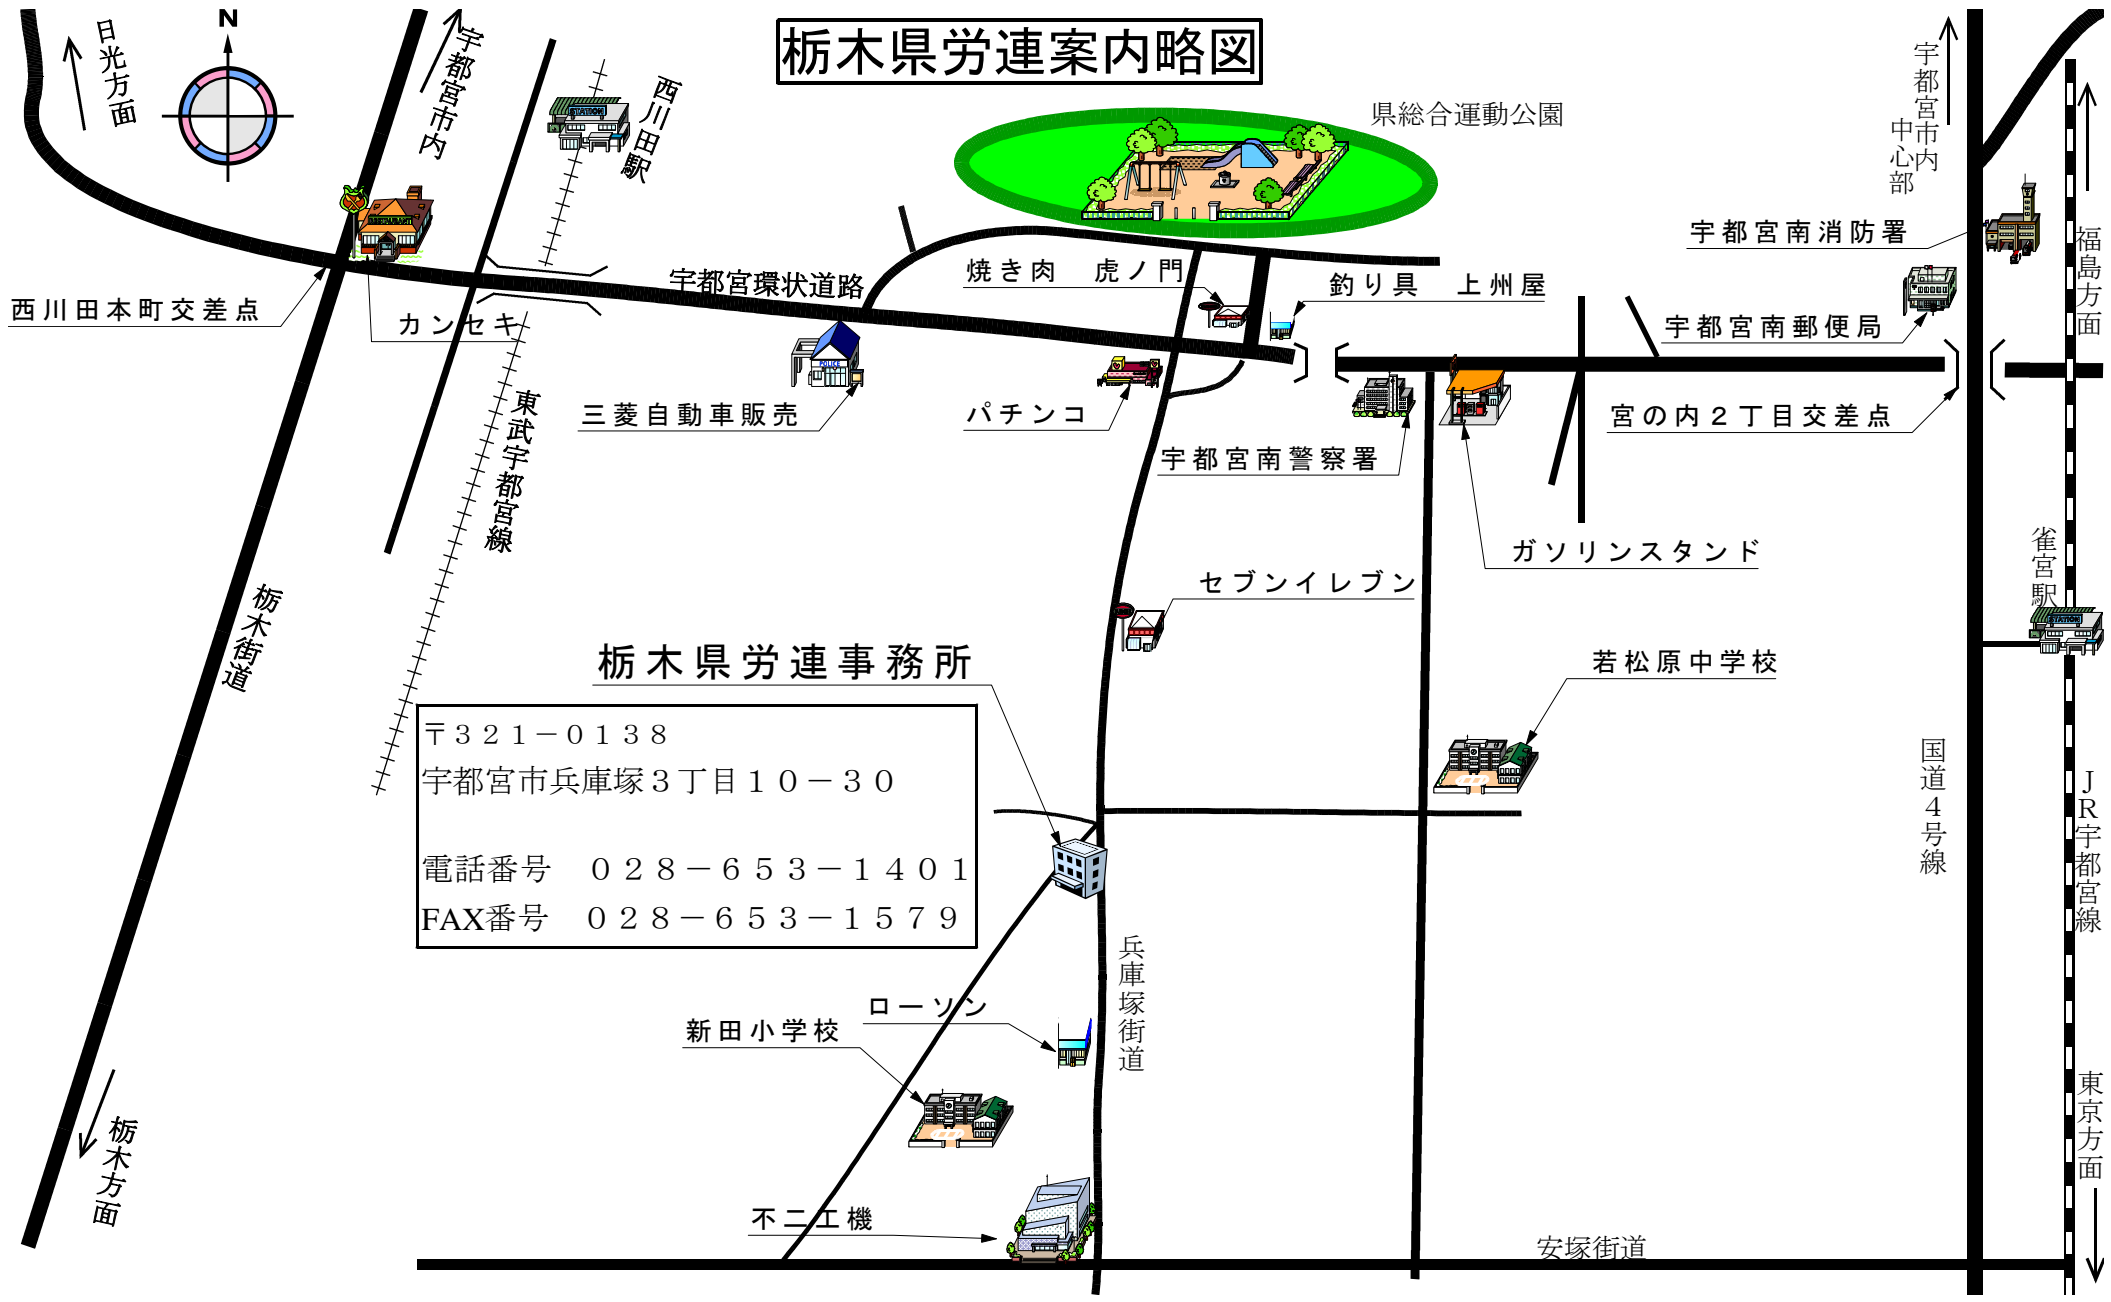 栃木県労連案内略図
N
日光方面
宇都宮市内
西川田駅
STATION
県総合運動公園
宇都宮市内
中心部
宇都宮南消防署
福島方面
RESTAURANT
西川田本町交差点
カンセキ
宇都宮環状道路
焼き肉　虎ノ門
釣り具　上州屋
宇都宮南郵便局
POLICE
三菱自動車販売
パチンコ
宇都宮南警察署
宮の内２丁目交差点
東武宇都宮線
ガソリンスタンド
セブンイレブン
雀宮駅
STATION
栃木街道
栃木県労連事務所
若松原中学校
〒３２１－０１３８
宇都宮市兵庫塚３丁目１０－３０
電話番号　０２８－６５３－１４０１
FAX番号　０２８－６５３－１５７９
国道４号線
ＪＲ宇都宮線
兵庫塚街道
ローソン
新田小学校
栃木方面
東京方面
不二工機
安塚街道